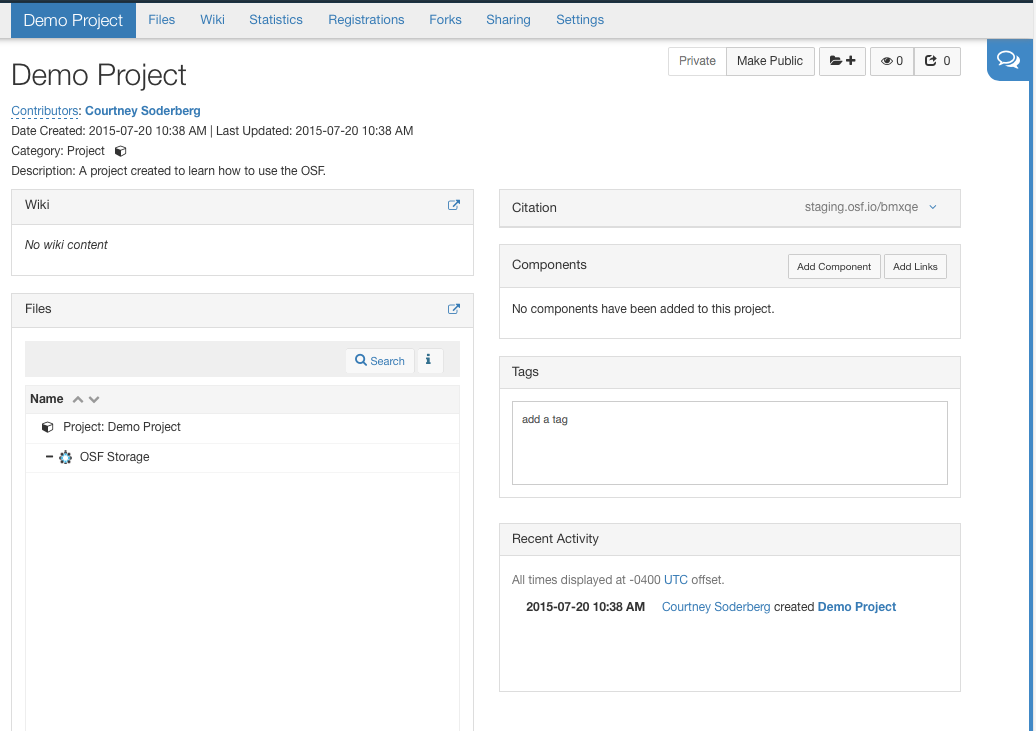 Demo Project Files Wiki Statistics Registrations Forks Sharing Settings
Private Make Public 0 0
Demo Project
Contributors: Courtney Soderberg
Date Created: 2015-07-20 10:38 AM | Last Updated: 2015-07-20 10:38 AM
Category: Project
Description: A project created to learn how to use the OSF.
Wiki
No wiki content
Files
Search i
Name
Project: Demo Project
OSF Storage
Citation staging.osf.io/bmxqe
Components Add Component Add Links
No components have been added to this project.
Tags
add a tag
Recent Activity
All times displayed at -0400 UTC offset.
2015-07-20 10:38 AM Courtney Soderberg created Demo Project